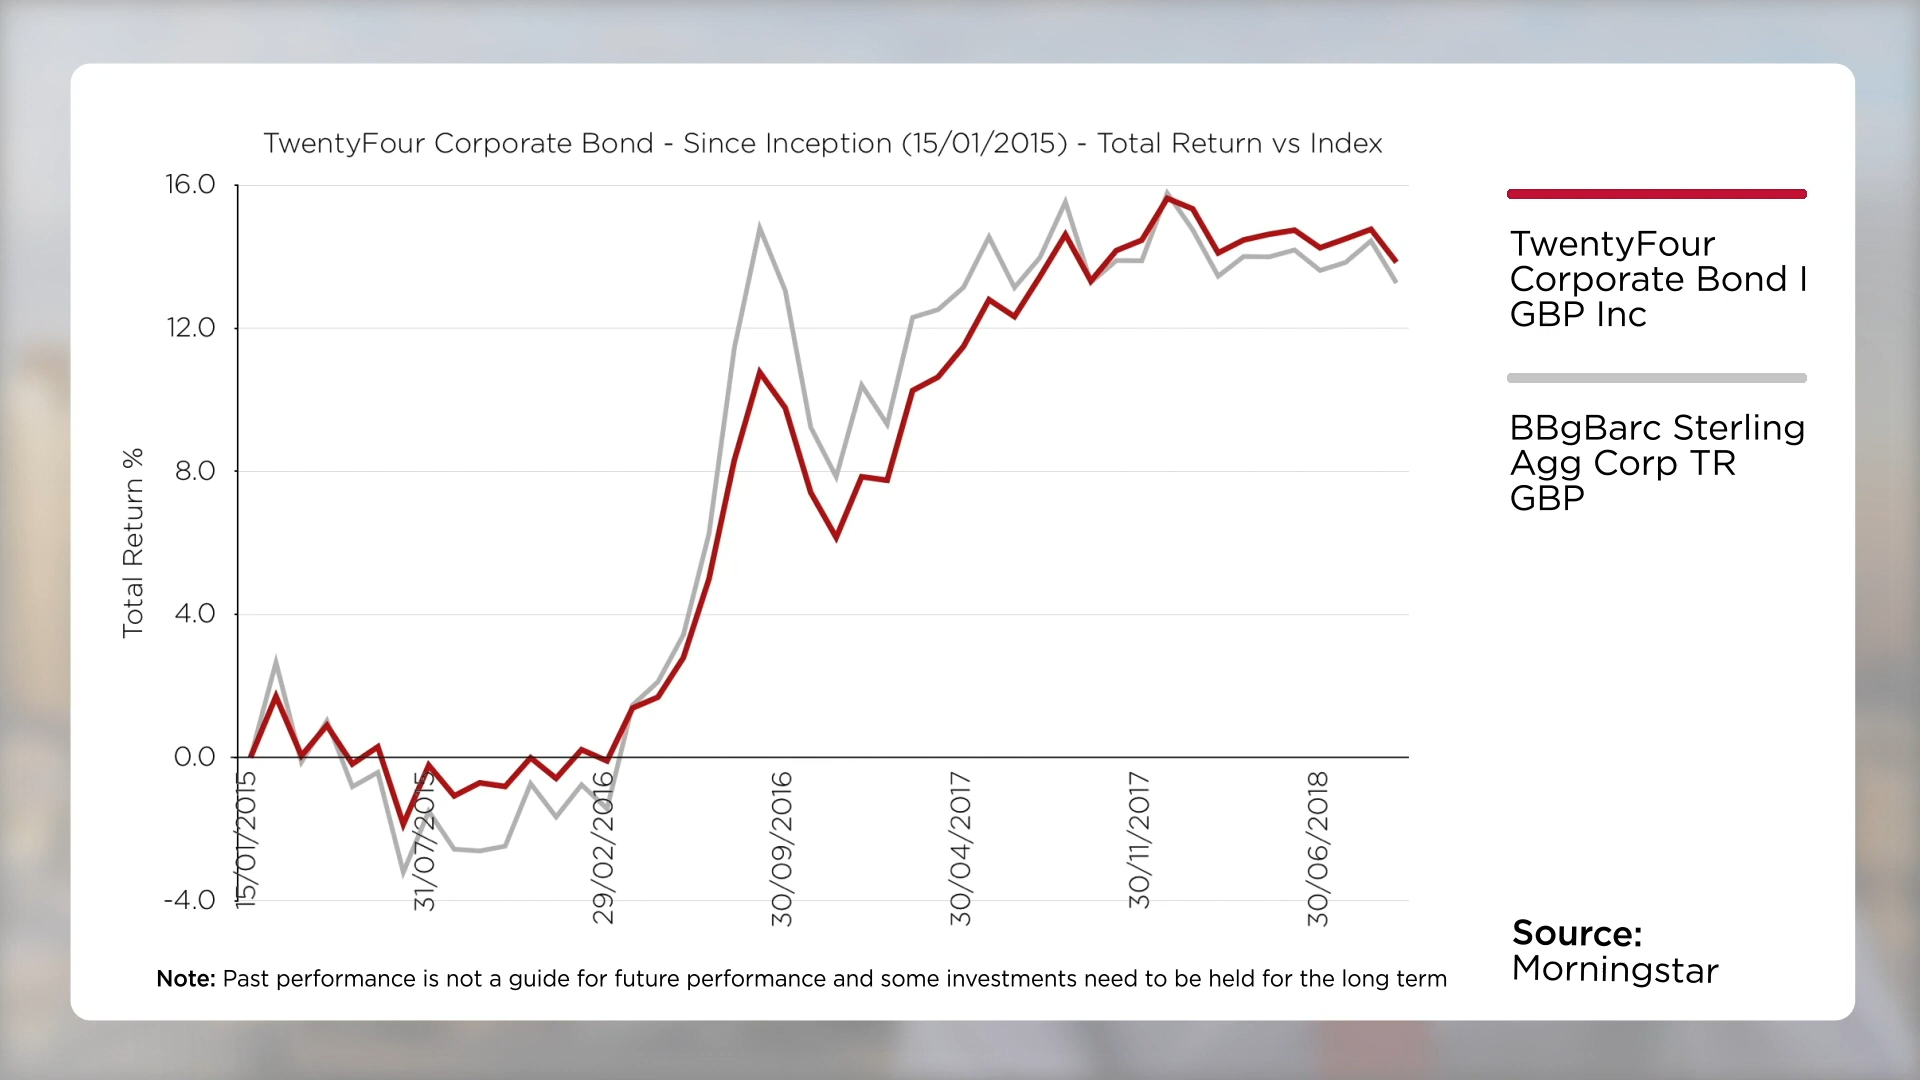 TwentyFour Corporate Bond - Since Inception (15/01/2015) - Total Return vs Index
16.0
12.0
8.0
4.0
0.0
-4.0
Total Return %
15/01/2015
31/07/2015
29/02/2016
30/09/2016
30/04/2017
30/11/2017
30/06/2018
TwentyFour
Corporate Bond I
GBP Inc
BBgBarc Sterling
Agg Corp TR
GBP
Source:
Morningstar
Note: Past performance is not a guide for future performance and some investments need to be held for the long term